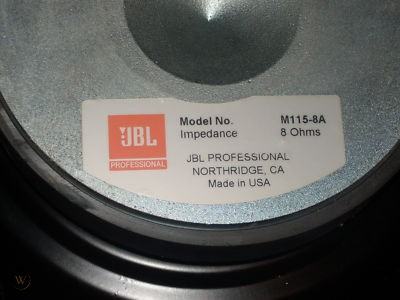 JBL
PROFESSIONAL
Model No. M115-8A
Impedance 8 Ohms
JBL PROFESSIONAL
NORTHRIDGE, CA
Made in USA